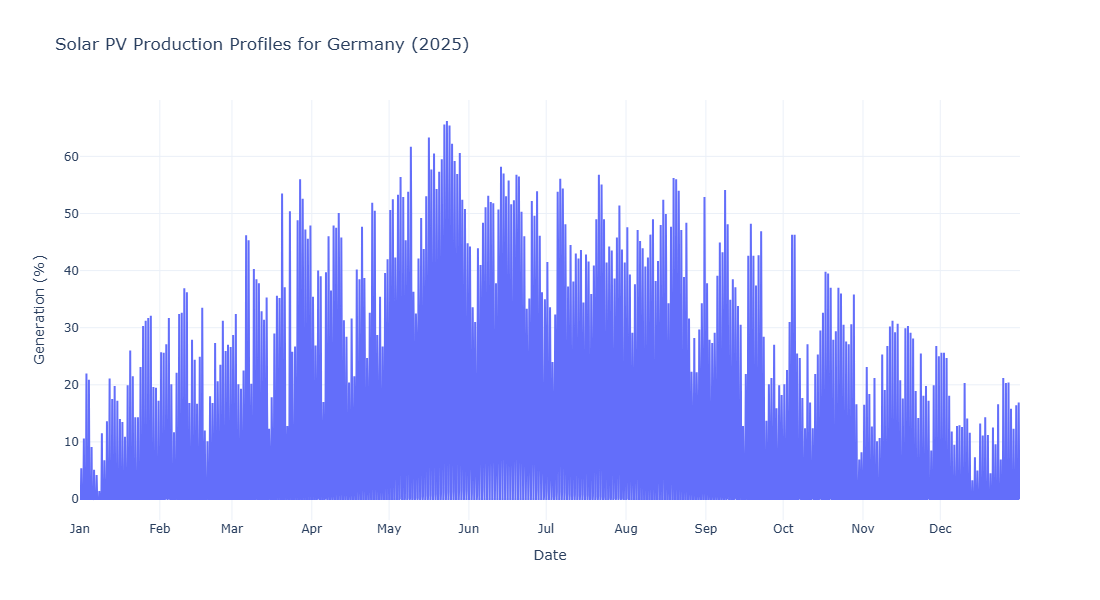 Solar PV Production Profiles for Germany (2025)
Generation (%)
60
50
40
30
20
10
0
Jan Feb Mar Apr May Jun Jul Aug Sep Oct Nov Dec
Date